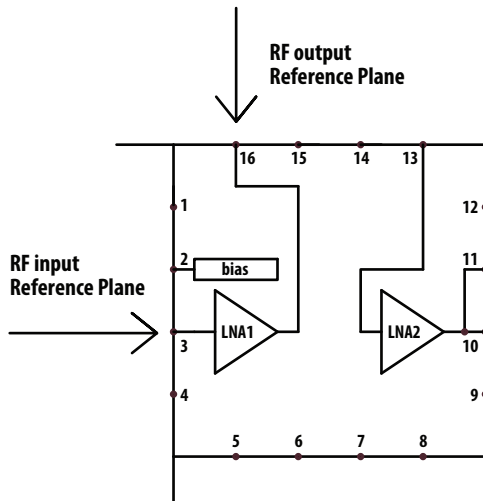 RF output
Reference Plane
16 15 14 13
1 12
2 bias 11
RF input
Reference Plane
3 LNA1 LNA2 10
4 9
5 6 7 8